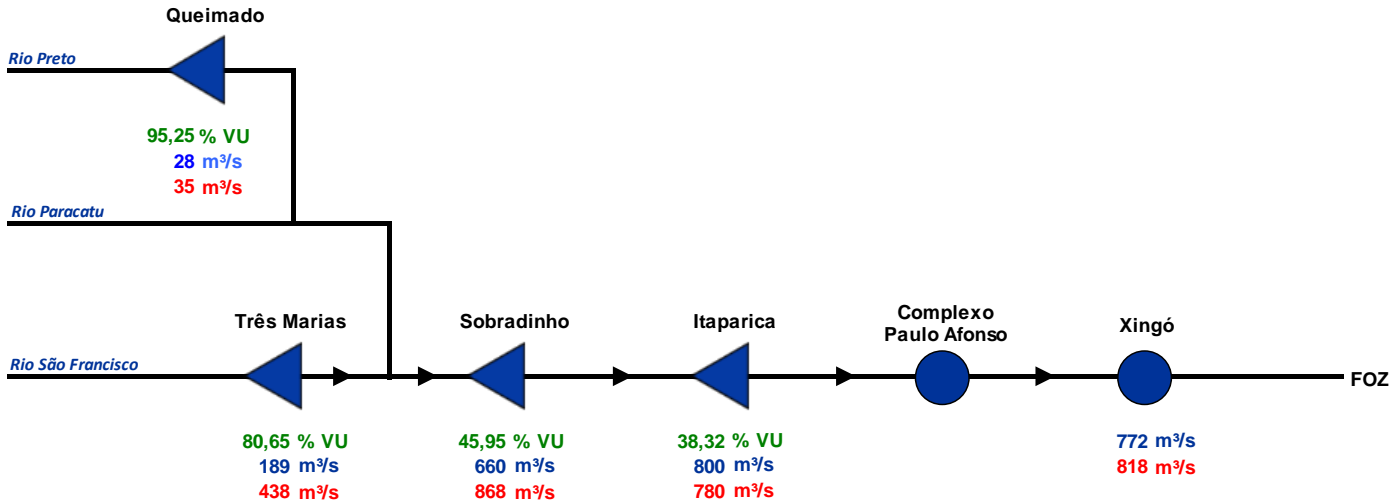 Queimado
Rio Preto
95,25 % VU
28 m³/s
35 m³/s
Rio Paracatu
Três Marias
Sobradinho
Itaparica
Complexo
Paulo Afonso
Xingó
Rio São Francisco
FOZ
80,65 % VU
189 m³/s
438 m³/s
45,95 % VU
660 m³/s
868 m³/s
38,32 % VU
800 m³/s
780 m³/s
772 m³/s
818 m³/s